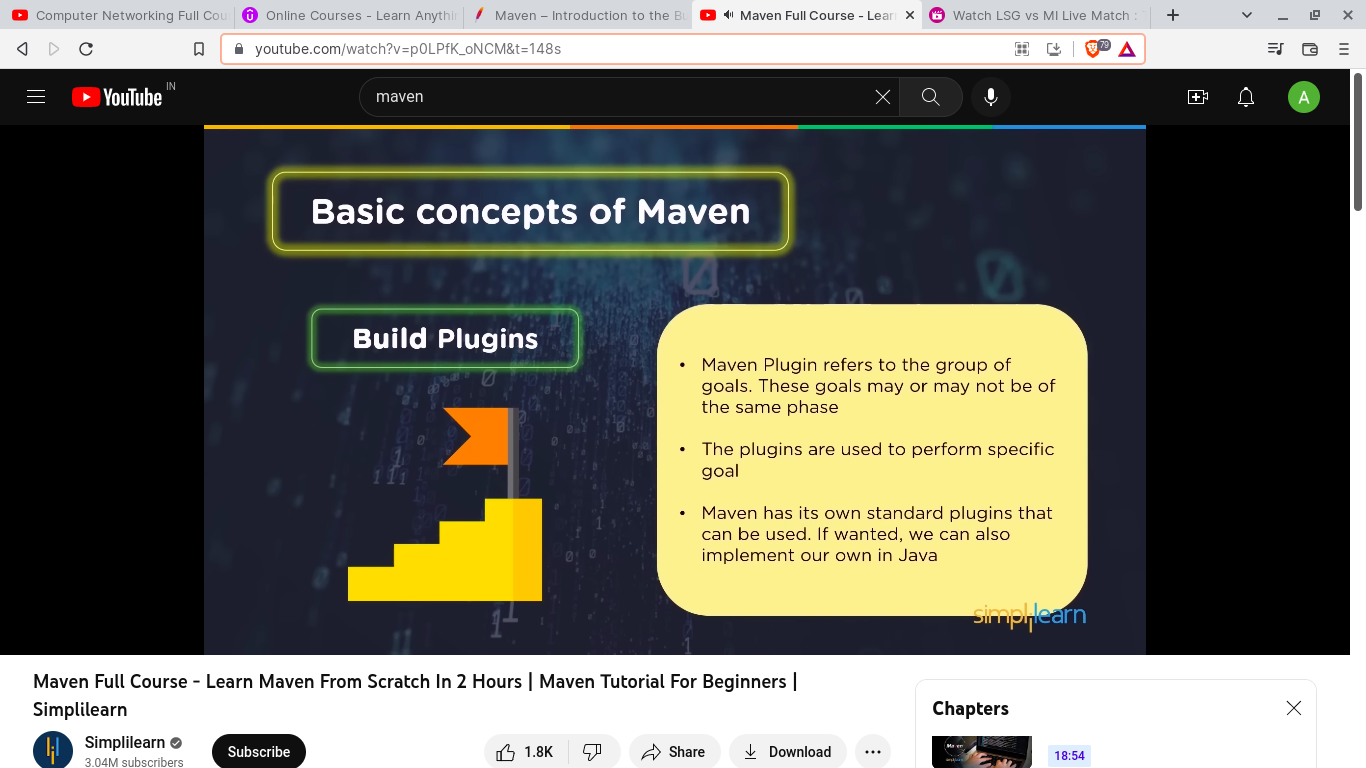 Computer Networking Full Cou
Online Courses - Learn Anythin
Maven – Introduction to the Bu
Maven Full Course - Lear
Watch LSG vs MI Live Match :
youtube.com/watch?v=p0LPfK_oNCM&t=148s
79
YouTube IN
maven
A
Basic concepts of Maven
Build Plugins
• Maven Plugin refers to the group of
goals. These goals may or may not be of
the same phase
• The plugins are used to perform specific
goal
• Maven has its own standard plugins that
can be used. If wanted, we can also
implement our own in Java
simplilearn
Maven Full Course - Learn Maven From Scratch In 2 Hours | Maven Tutorial For Beginners |
Simplilearn
Simplilearn
3.04M subscribers
Subscribe
1.8K
Share
Download
Chapters
18:54